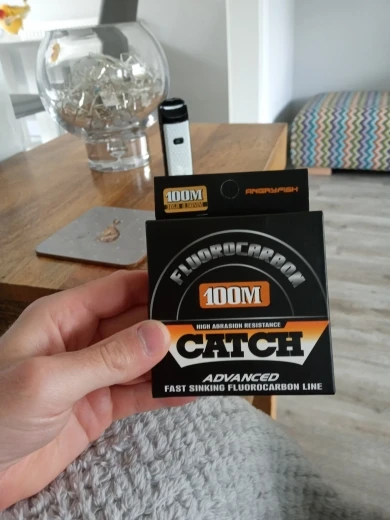 100M
ANGRYFISH
FLUOROCARBON
100M
HIGH ABRASION RESISTANCE
CATCH
ADVANCED
FAST SINKING FLUOROCARBON LINE